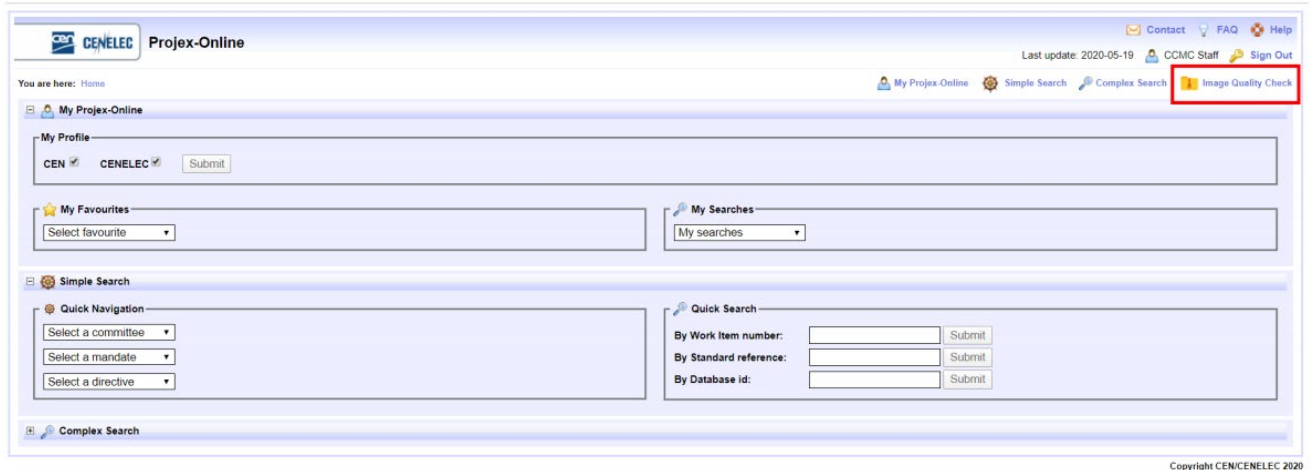 cen CENELEC Projex-Online
Contact FAQ Help
Last update: 2020-05-19 CCMC Staff Sign Out
You are here: Home
My Projex-Online Simple Search Complex Search Image Quality Check
My Projex-Online
My Profile
CEN CENELEC Submit
My Favourites
Select favourite
My Searches
My searches
Simple Search
Quick Navigation
Select a committee
Select a mandate
Select a directive
Quick Search
By Work Item number: Submit
By Standard reference: Submit
By Database id: Submit
Complex Search
Copyright CEN/CENELEC 2020